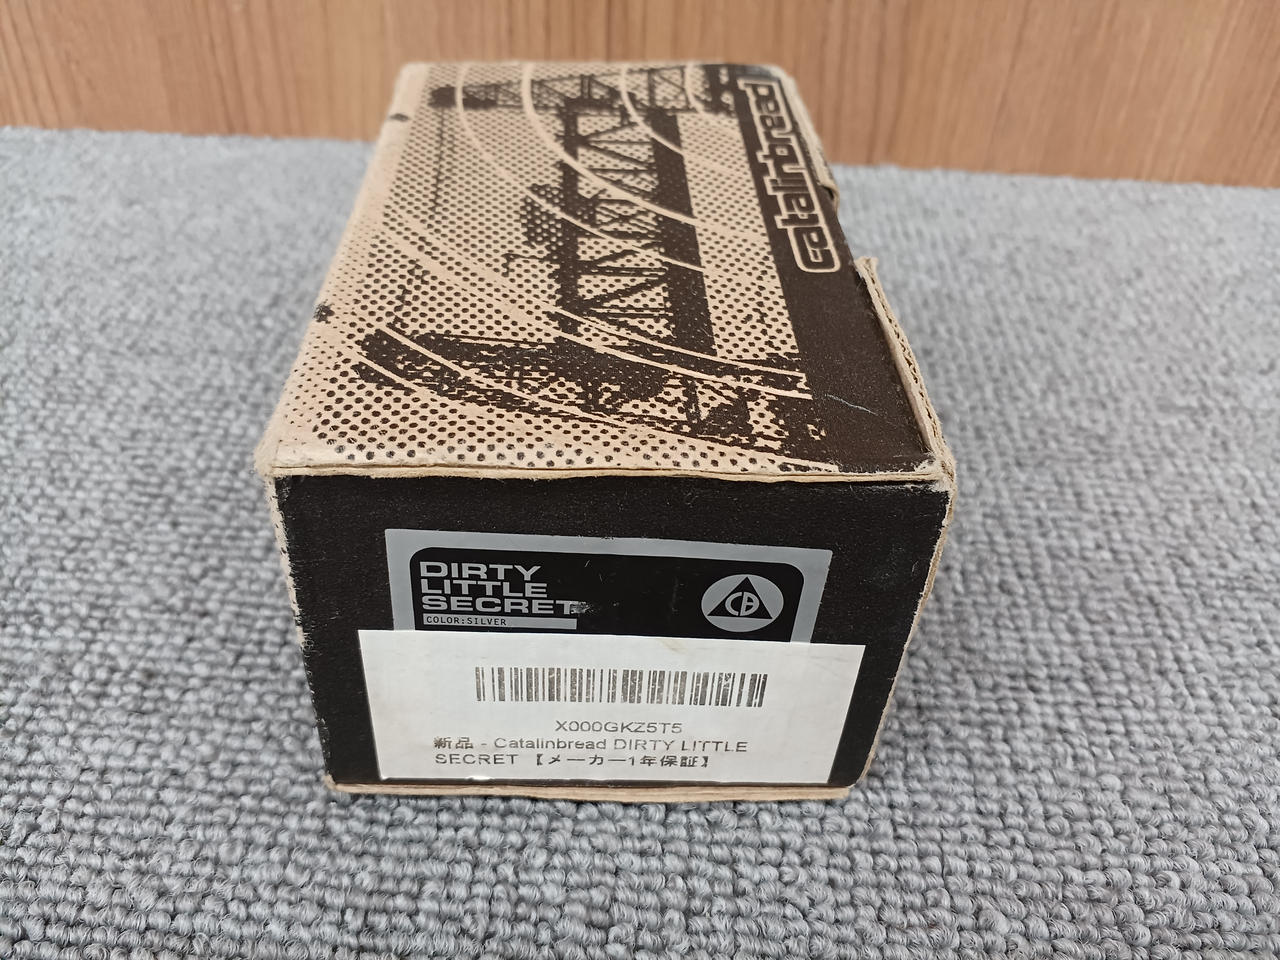 catalinbread
DIRTY
LITTLE
SECRET
COLOR:SILVER
CB
X000GKZ5T5
新品 - Catalinbread DIRTY LITTLE
SECRET 【メーカー1年保証】